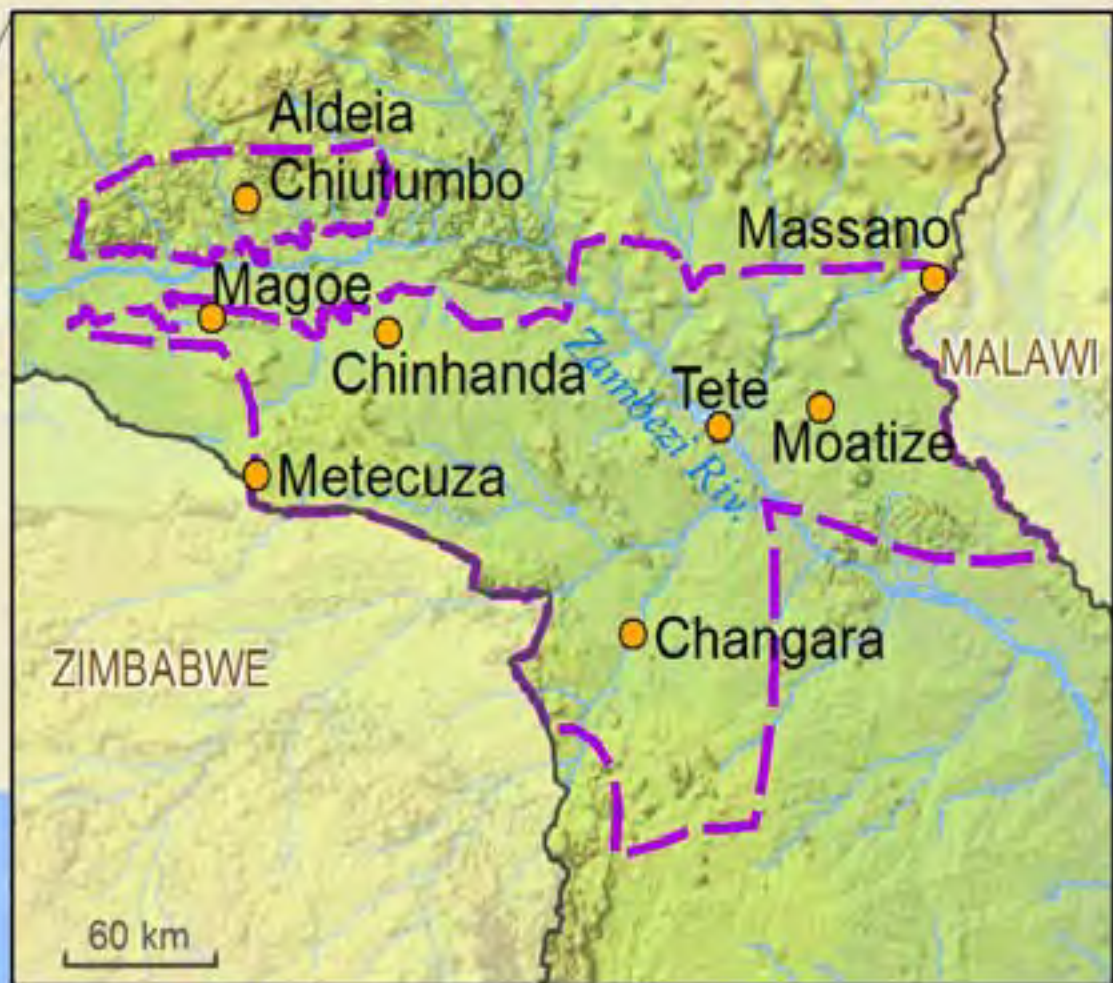 Aldeia
Chiutumbo
Massano
Magoe
MALAWI
Chinhanda
Zambezi Riv.
Tete
Moatize
Metecuza
Changara
ZIMBABWE
60 km